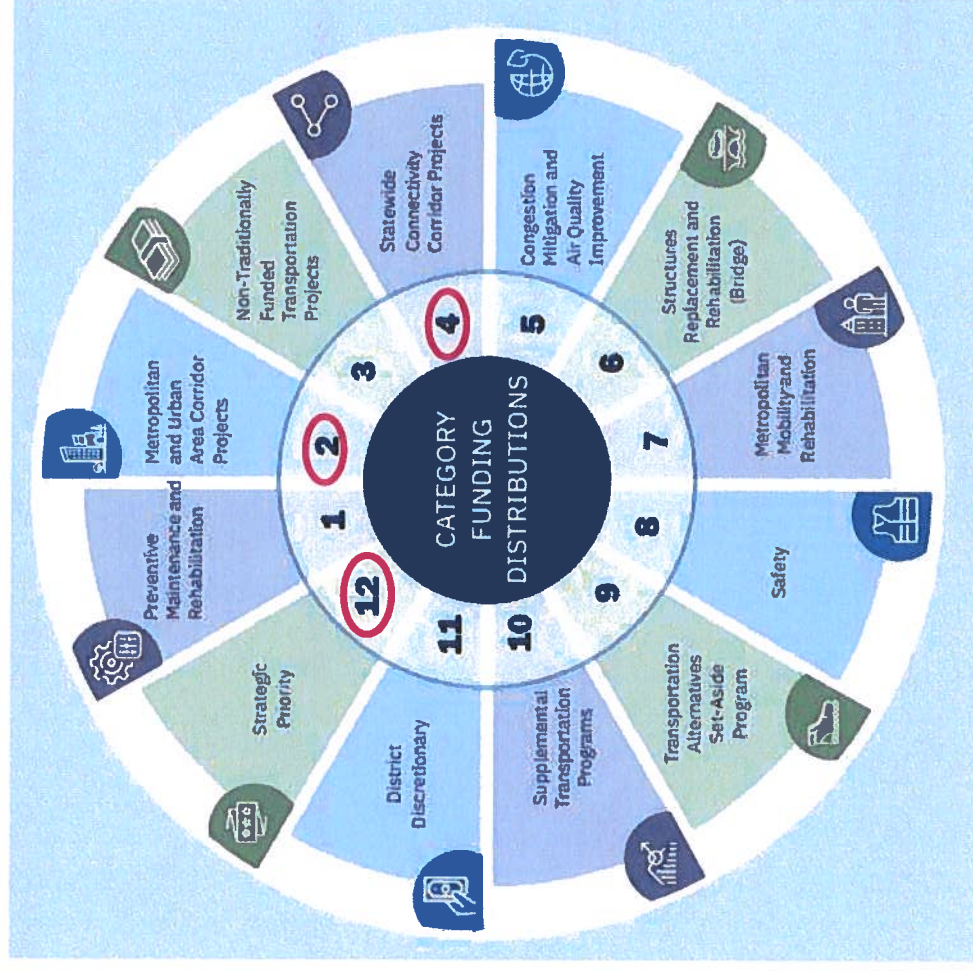 CATEGORY
FUNDING
DISTRIBUTIONS
1
Preventive
Maintenance and
Rehabilitation
2
Metropolitan
and Urban
Area Corridor
Projects
3
Non-Traditionally
Funded
Transportation
Projects
4
Statewide
Connectivity
Corridor Projects
5
Congestion
Mitigation and
Air Quality
Improvement
6
Structures
Replacement and
Rehabilitation
(Bridge)
7
Metropolitan
Mobility and
Rehabilitation
8
Safety
9
Transportation
Alternatives
Set-Aside
Program
10
Supplemental
Transportation
Programs
11
District
Discretionary
12
Strategic
Priority